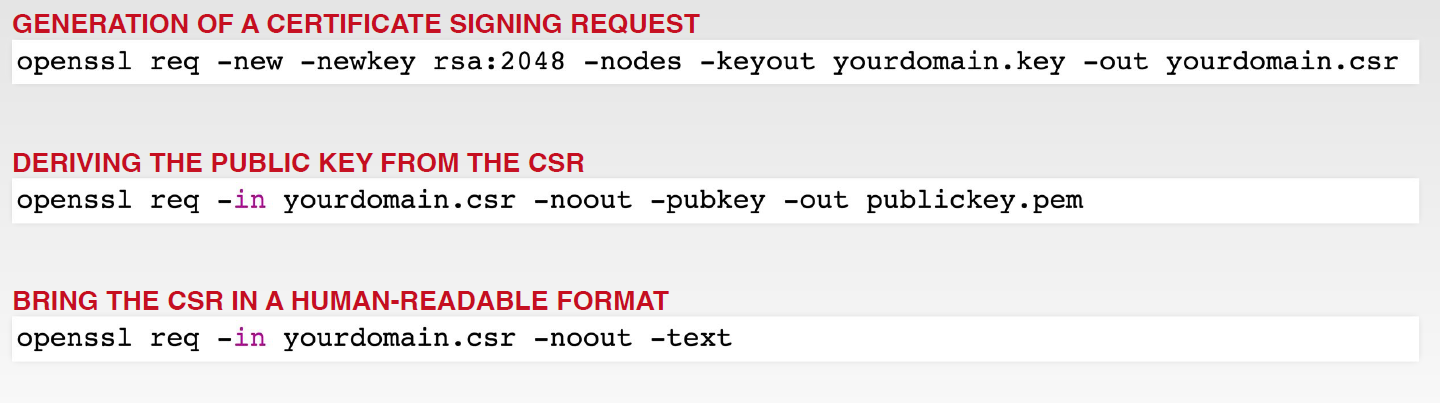 GENERATION OF A CERTIFICATE SIGNING REQUEST
openssl req -new -newkey rsa:2048 -nodes -keyout yourdomain.key -out yourdomain.csr
DERIVING THE PUBLIC KEY FROM THE CSR
openssl req -in yourdomain.csr -noout -pubkey -out publickey.pem
BRING THE CSR IN A HUMAN-READABLE FORMAT
openssl req -in yourdomain.csr -noout -text